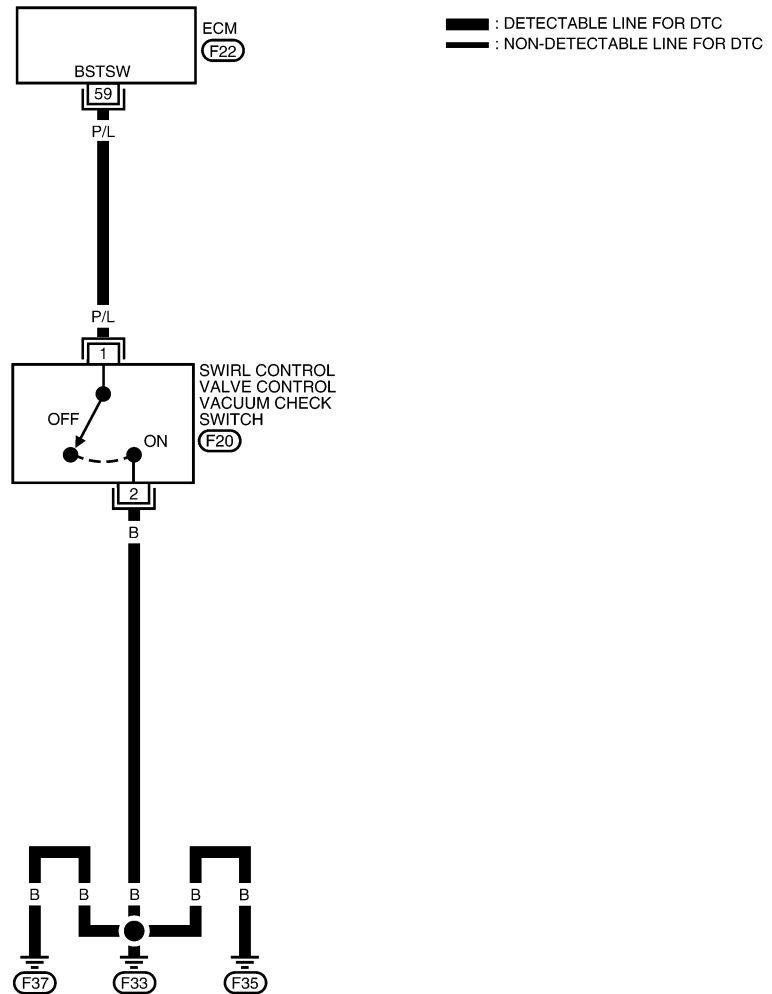 ECM
F22
BSTSW
59
: DETECTABLE LINE FOR DTC
: NON-DETECTABLE LINE FOR DTC
P/L
P/L
1
SWIRL CONTROL
VALVE CONTROL
VACUUM CHECK
SWITCH
F20
OFF
ON
2
B
B B B B B
F37 F33 F35